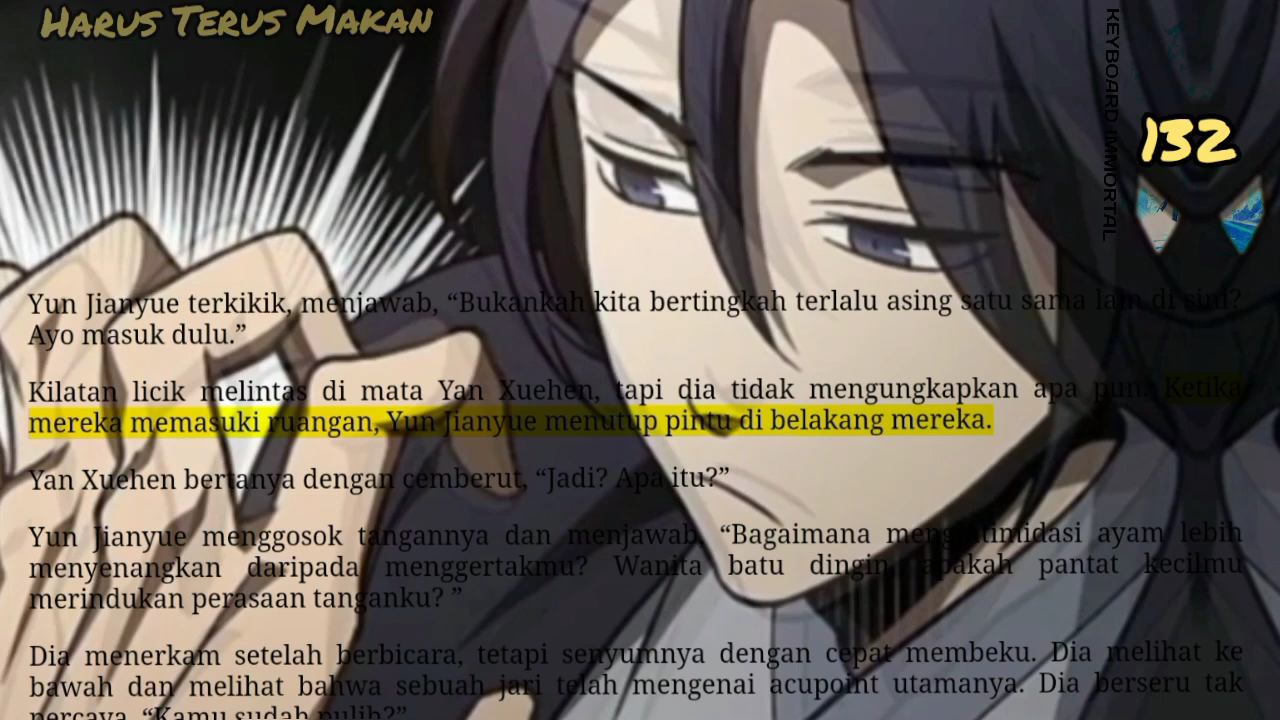 HARUS TERUS MAKAN
KEYBOARD IMMORTAL
132
Yun Jianyue terkikik, menjawab, “Bukankah kita bertingkah terlalu asing satu sama lain di sini?
Ayo masuk dulu.”
Kilatan licik melintas di mata Yan Xuehen, tapi dia tidak mengungkapkan apa pun. Ketika
mereka memasuki ruangan, Yun Jianyue menutup pintu di belakang mereka.
Yan Xuehen bertanya dengan cemberut, “Jadi? Apa itu?”
Yun Jianyue menggosok tangannya dan menjawab, “Bagaimana mengintimidasi ayam lebih
menyenangkan daripada menggertakmu? Wanita batu dingin, apakah pantat kecilmu
merindukan perasaan tanganku? ”
Dia menerkam setelah berbicara, tetapi senyumnya dengan cepat membeku. Dia melihat ke
bawah dan melihat bahwa sebuah jari telah mengenai acupoint utamanya. Dia berseru tak
percaya, “Kamu sudah pulih?”